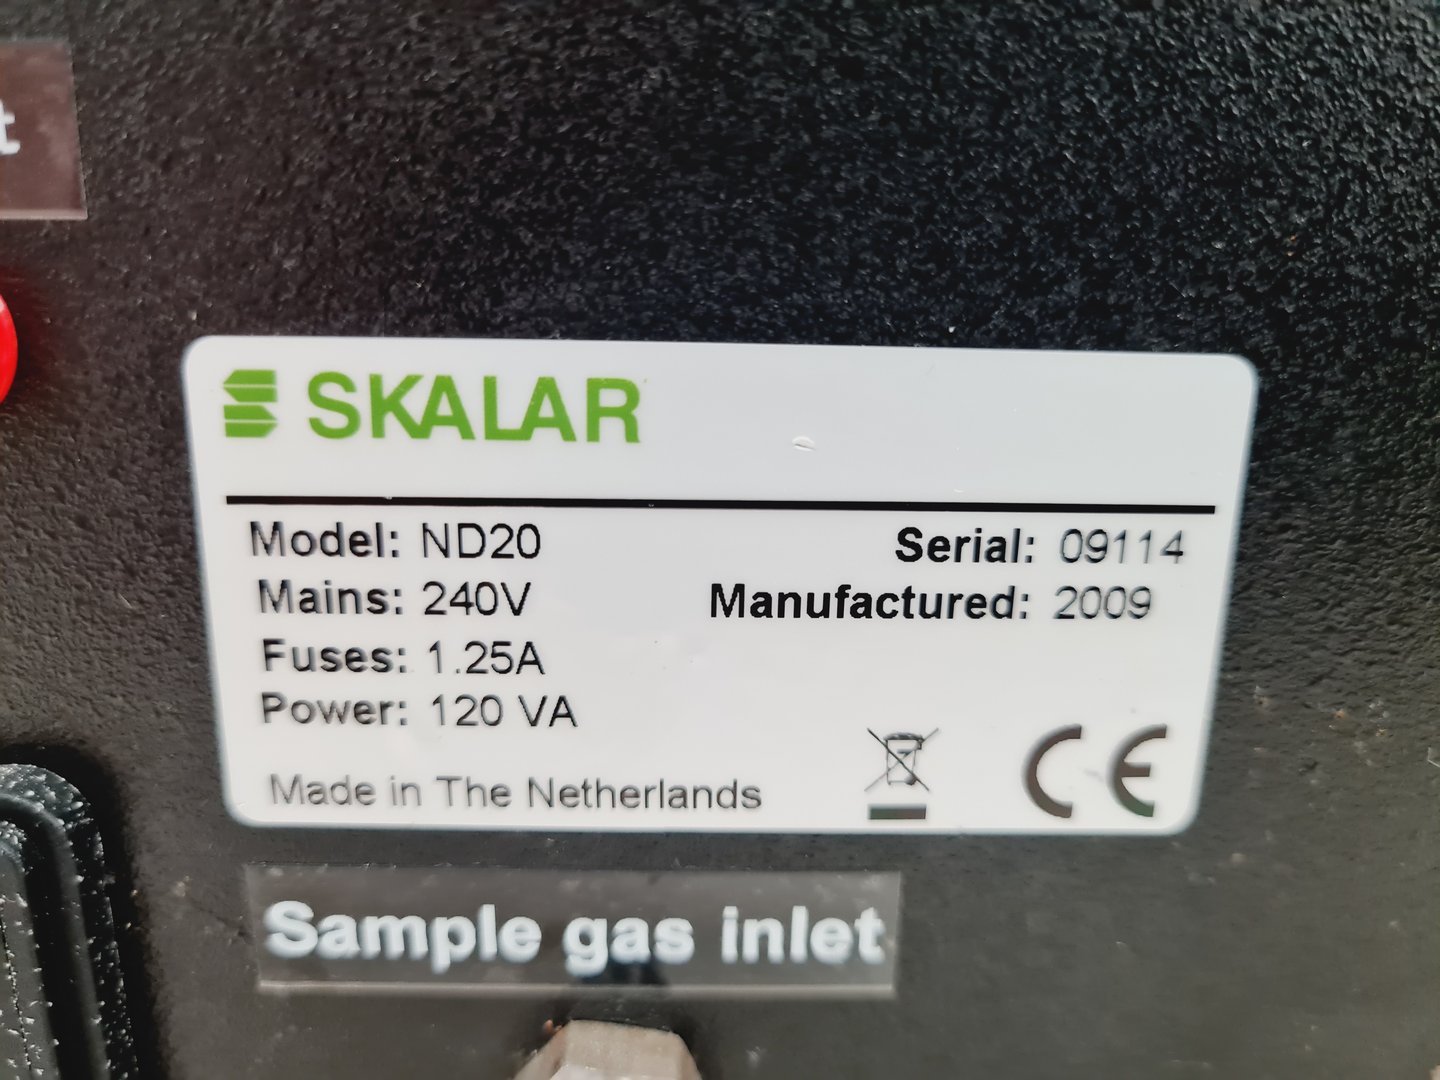 t
SKALAR
Model: ND20 Serial: 09114
Mains: 240V Manufactured: 2009
Fuses: 1.25A
Power: 120 VA
Made in The Netherlands CE
Sample gas inlet